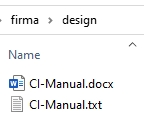 firma > design
Name
CI-Manual.docx
CI-Manual.txt